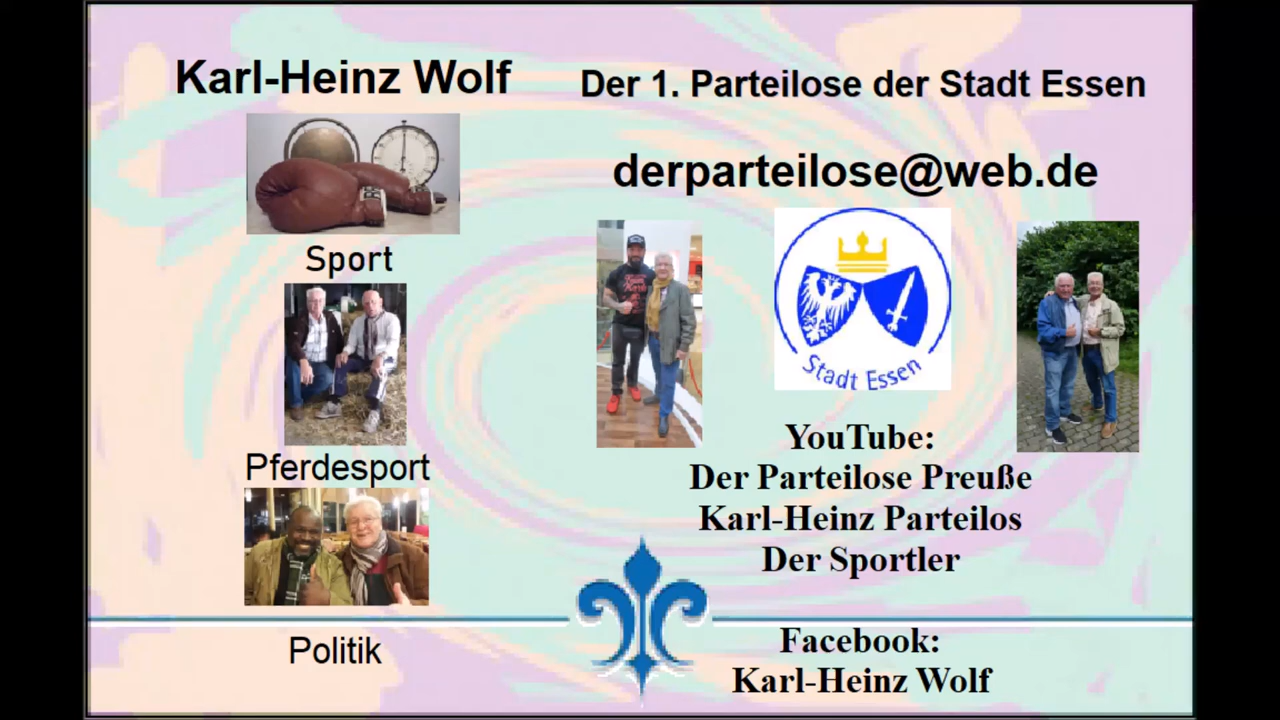 Karl-Heinz Wolf
Der 1. Parteilose der Stadt Essen
derparteilose@web.de
Sport
Stadt Essen
Pferdesport
YouTube:
Der Parteilose Preuße
Karl-Heinz Parteilos
Der Sportler
Politik
Facebook:
Karl-Heinz Wolf